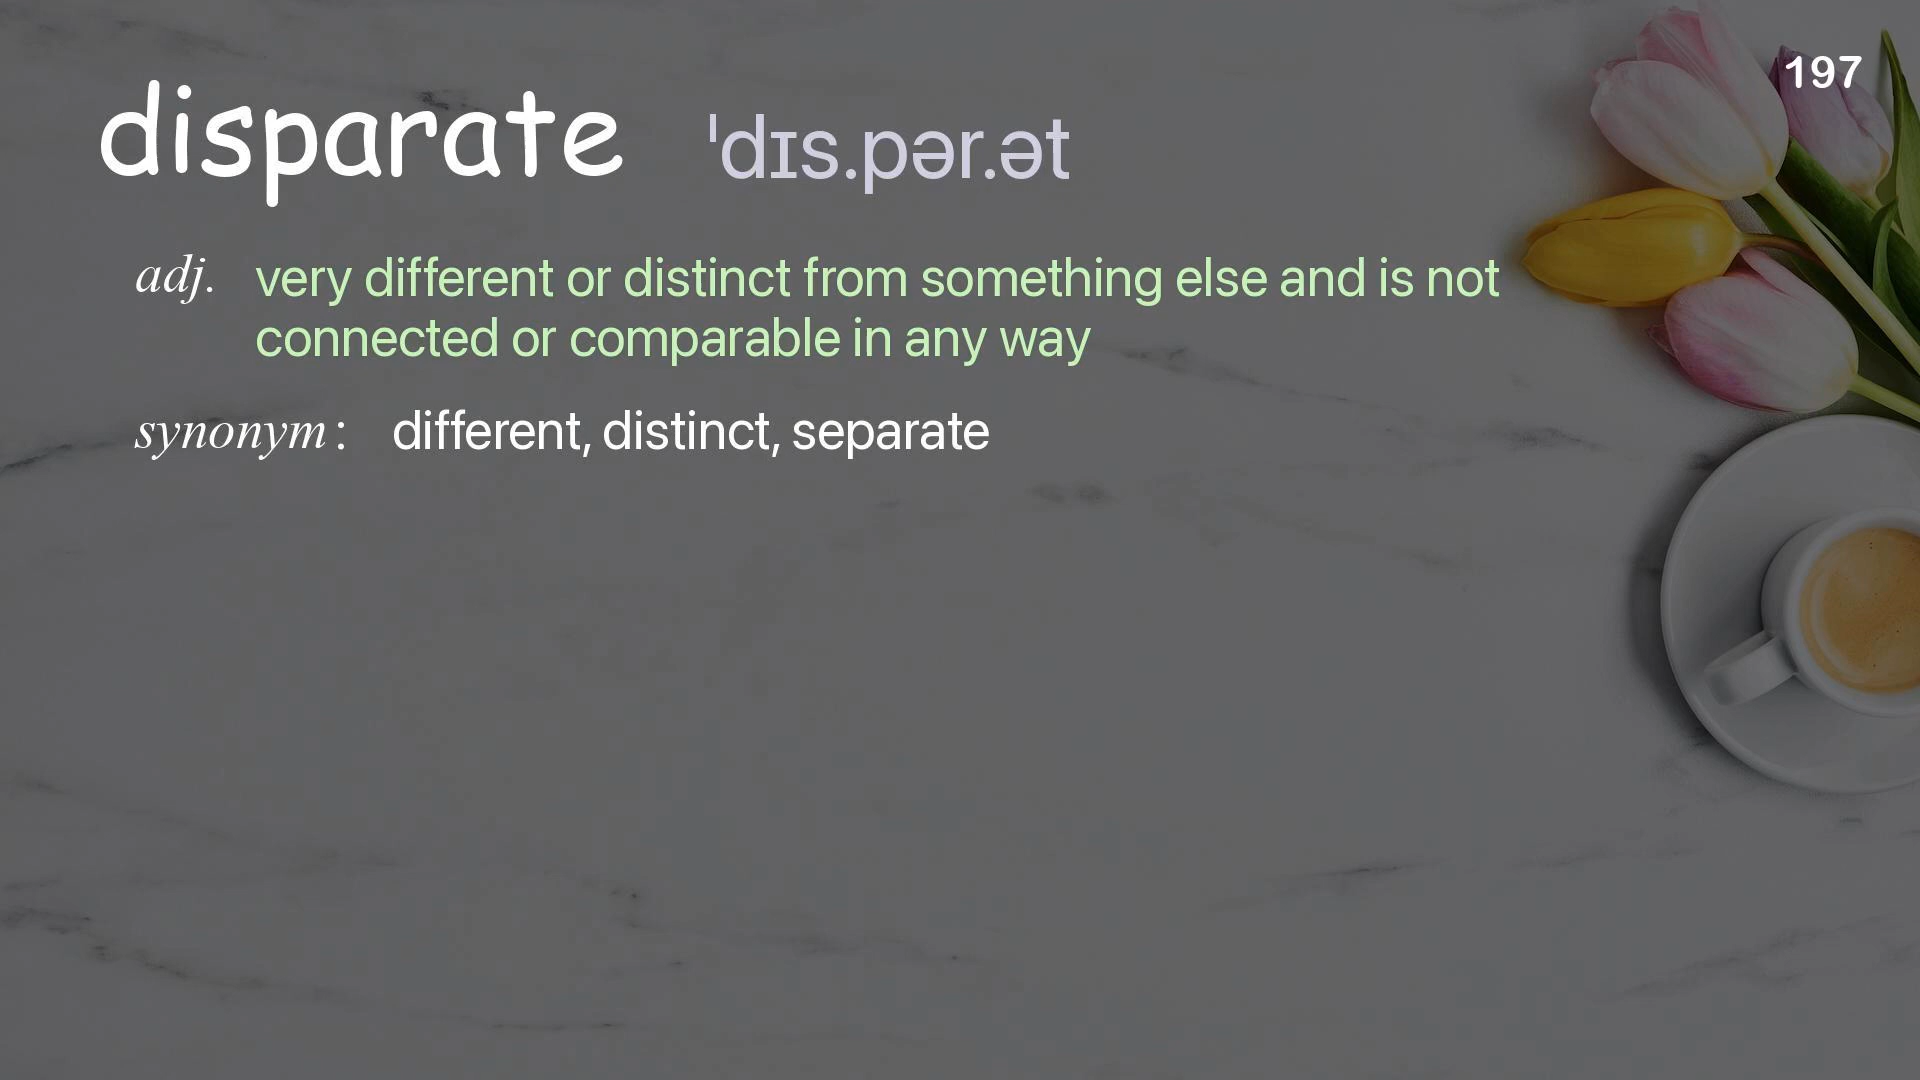 197
disparate ˈdɪs.pər.ət
adj. very different or distinct from something else and is not
connected or comparable in any way
synonym: different, distinct, separate